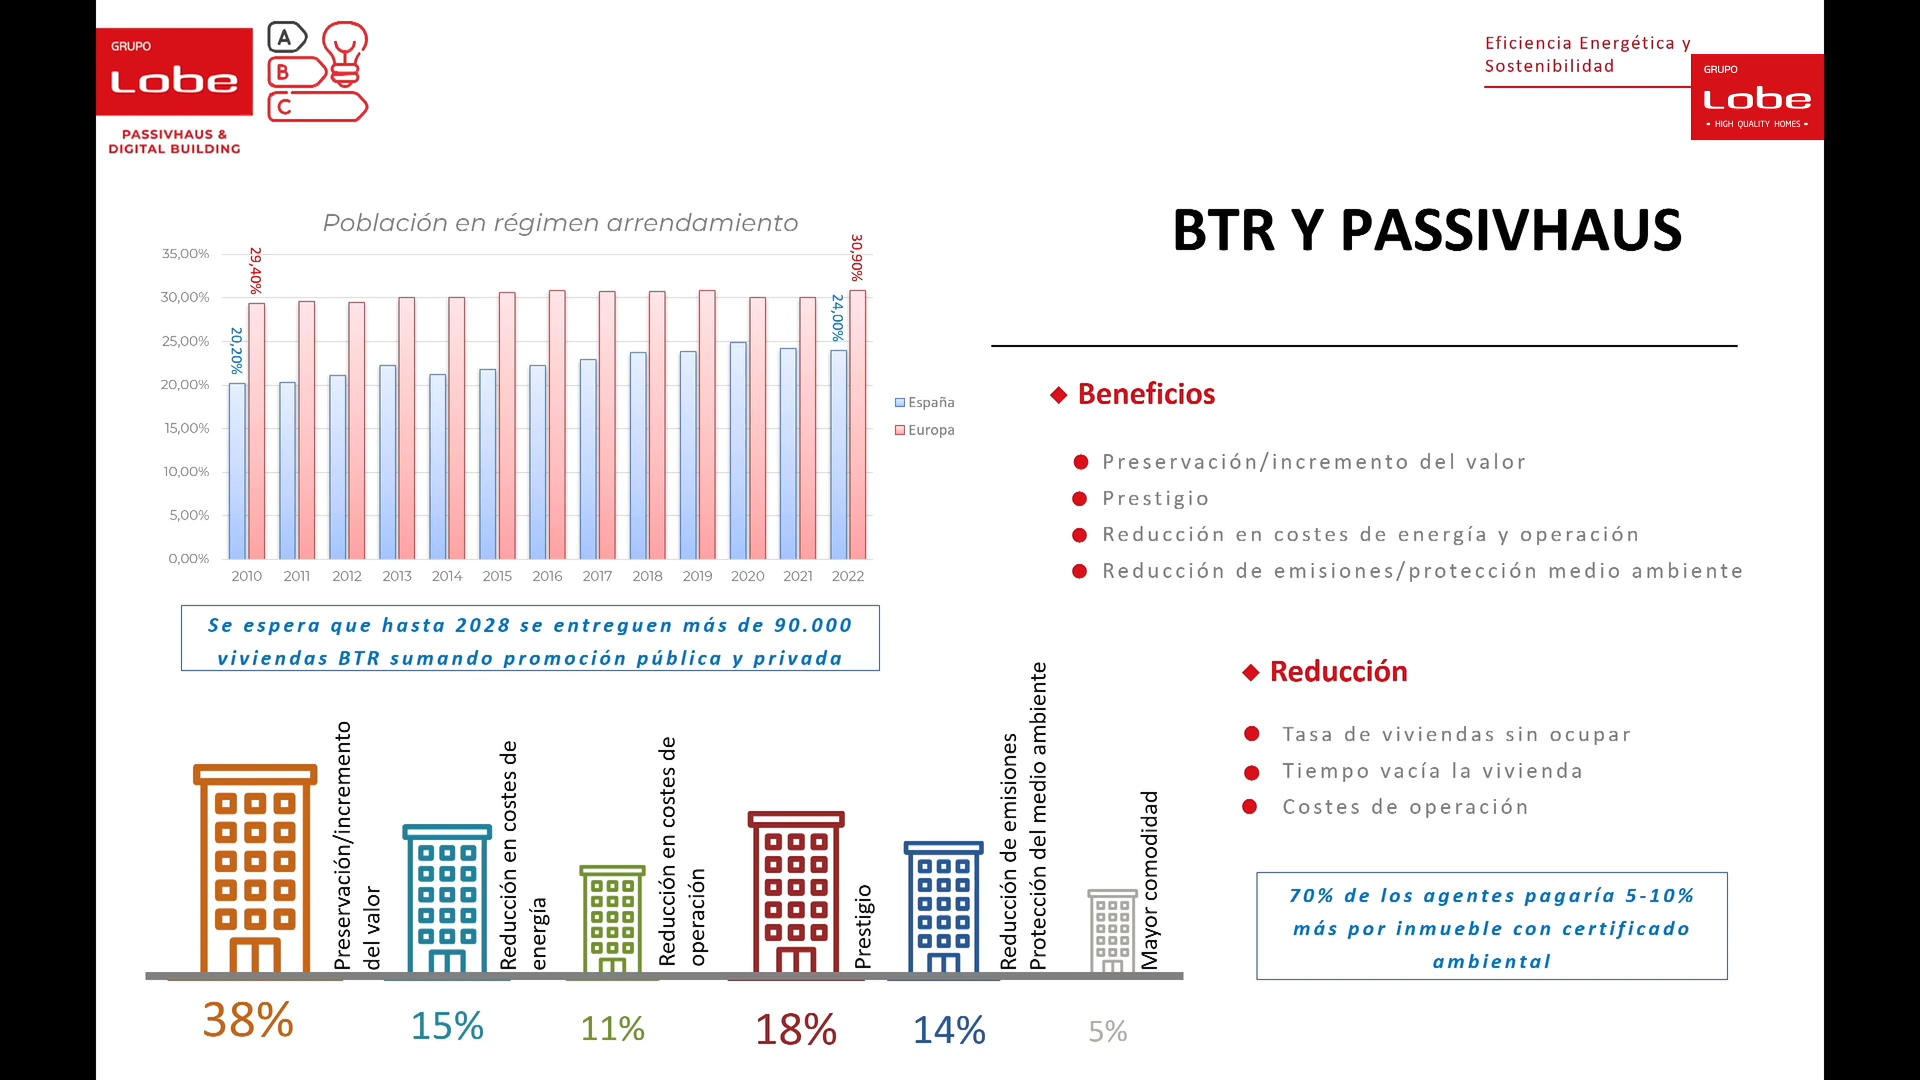 GRUPO
Lobe
PASSIVHAUS &
DIGITAL BUILDING
A
B
C
Eficiencia Energética y
Sostenibilidad
GRUPO
Lobe
• HIGH QUALITY HOMES •
BTR Y PASSIVHAUS
Población en régimen arrendamiento
35,00%
30,00%
25,00%
20,00%
15,00%
10,00%
5,00%
0,00%
20,20%
29,40%
24,00%
30,90%
2010 2011 2012 2013 2014 2015 2016 2017 2018 2019 2020 2021 2022
España
Europa
Se espera que hasta 2028 se entreguen más de 90.000
viviendas BTR sumando promoción pública y privada
Beneficios
Preservación/incremento del valor
Prestigio
Reducción en costes de energía y operación
Reducción de emisiones/protección medio ambiente
Reducción
Tasa de viviendas sin ocupar
Tiempo vacía la vivienda
Costes de operación
70% de los agentes pagaría 5-10%
más por inmueble con certificado
ambiental
Preservación/incremento
del valor
Reducción en costes de
energía
Reducción en costes de
operación
Prestigio
Reducción de emisiones
Protección del medio ambiente
Mayor comodidad
38%
15%
11%
18%
14%
5%